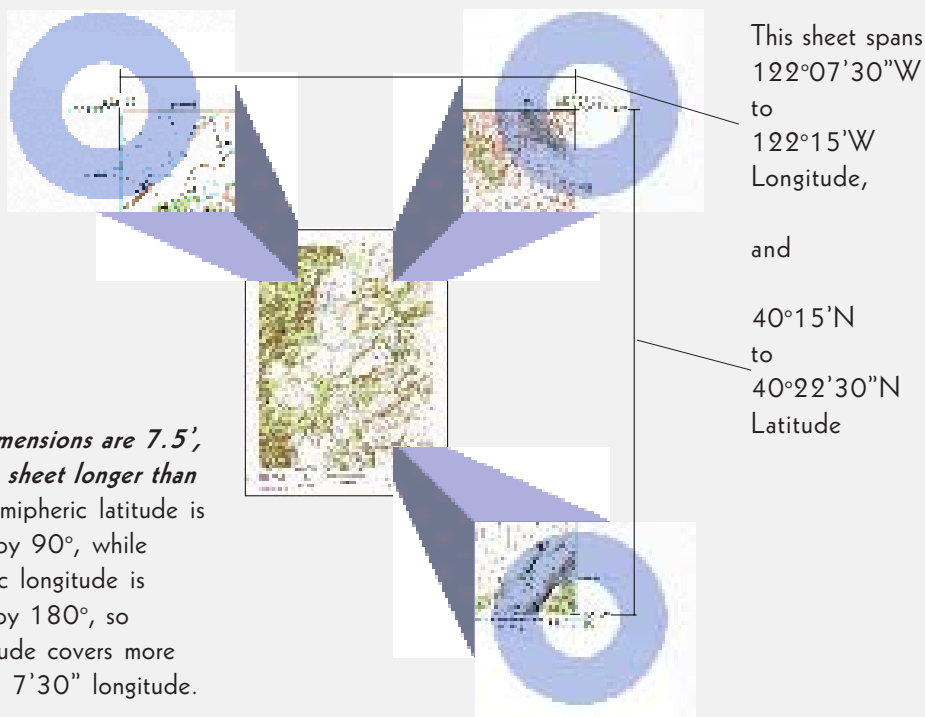 This sheet spans
122°07'30"W
to
122°15'W
Longitude,
and
40°15'N
to
40°22'30"N
Latitude
mensions are 7.5',
sheet longer than
mipheric latitude is
by 90°, while
c longitude is
by 180°, so
tude covers more
7'30" longitude.